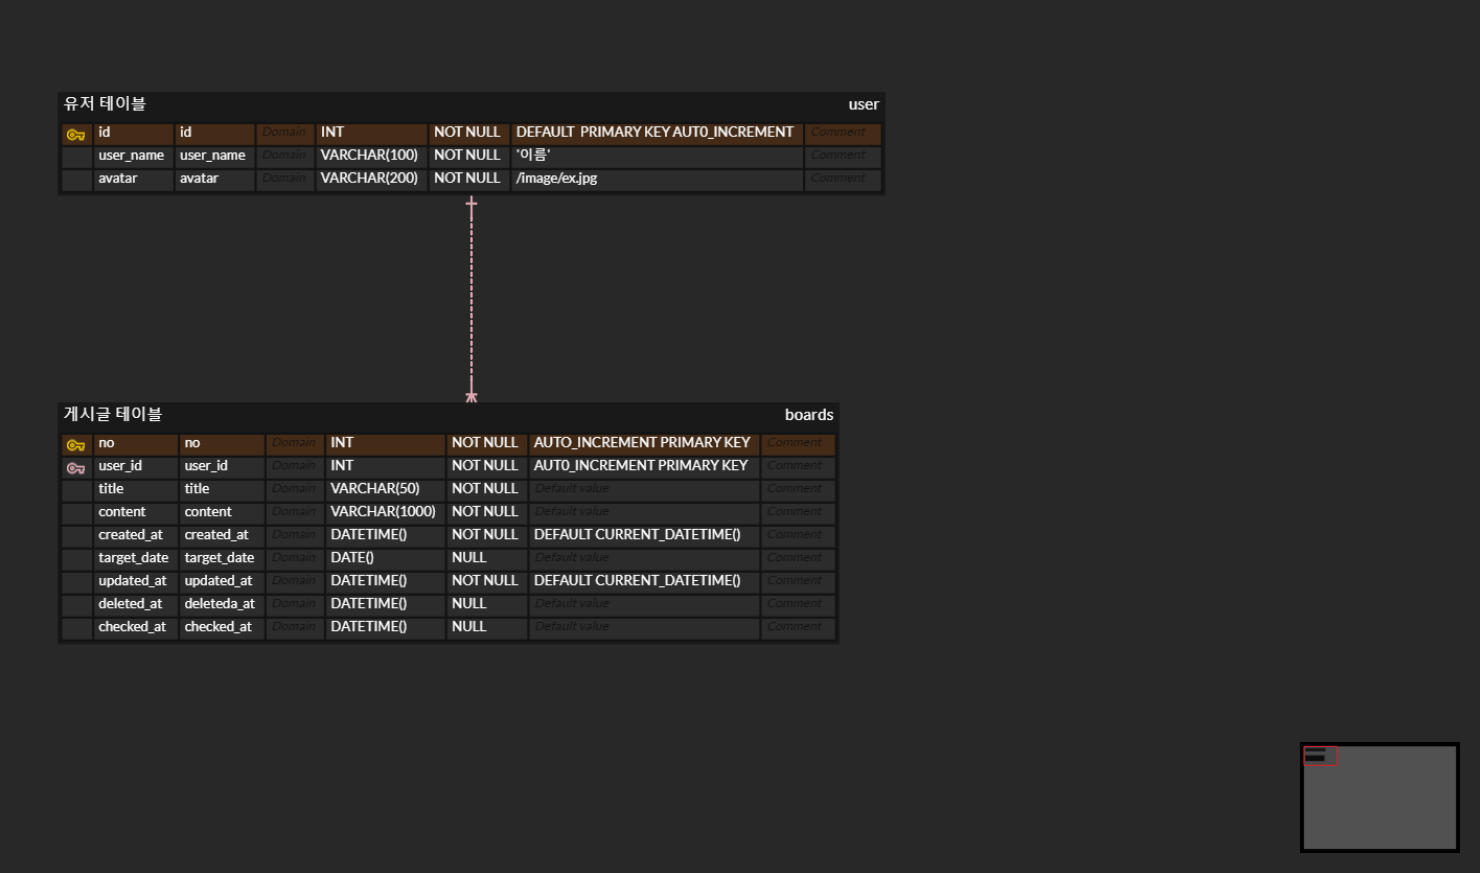 유저 테이블 user
id id Domain INT NOT NULL DEFAULT PRIMARY KEY AUT0_INCREMENT Comment
user_name user_name Domain VARCHAR(100) NOT NULL '이름' Comment
avatar avatar Domain VARCHAR(200) NOT NULL /image/ex.jpg Comment
게시글 테이블 boards
no no Domain INT NOT NULL AUTO_INCREMENT PRIMARY KEY Comment
user_id user_id Domain INT NOT NULL AUT0_INCREMENT PRIMARY KEY Comment
title title Domain VARCHAR(50) NOT NULL Default value Comment
content content Domain VARCHAR(1000) NOT NULL Default value Comment
created_at created_at Domain DATETIME() NOT NULL DEFAULT CURRENT_DATETIME() Comment
target_date target_date Domain DATE() NULL Default value Comment
updated_at updated_at Domain DATETIME() NOT NULL DEFAULT CURRENT_DATETIME() Comment
deleted_at deleteda_at Domain DATETIME() NULL Default value Comment
checked_at checked_at Domain DATETIME() NULL Default value Comment